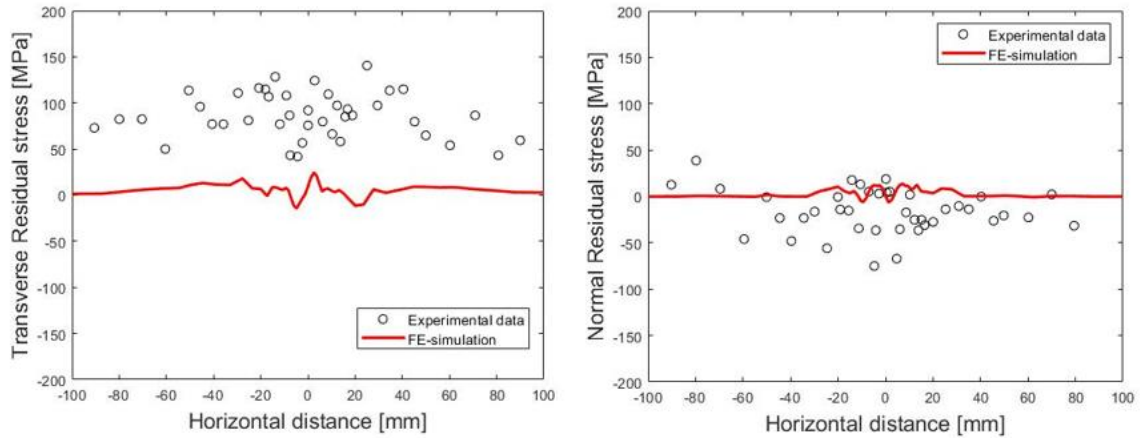 200
150
100
50
0
-50
-100
-150
-200
Transverse Residual stress [MPa]
Experimental data
FE-simulation
-100 -80 -60 -40 -20 0 20 40 60 80 100
Horizontal distance [mm]
200
150
100
50
0
-50
-100
-150
-200
Normal Residual stress [MPa]
Experimental data
FE-simulation
-100 -80 -60 -40 -20 0 20 40 60 80 100
Horizontal distance [mm]